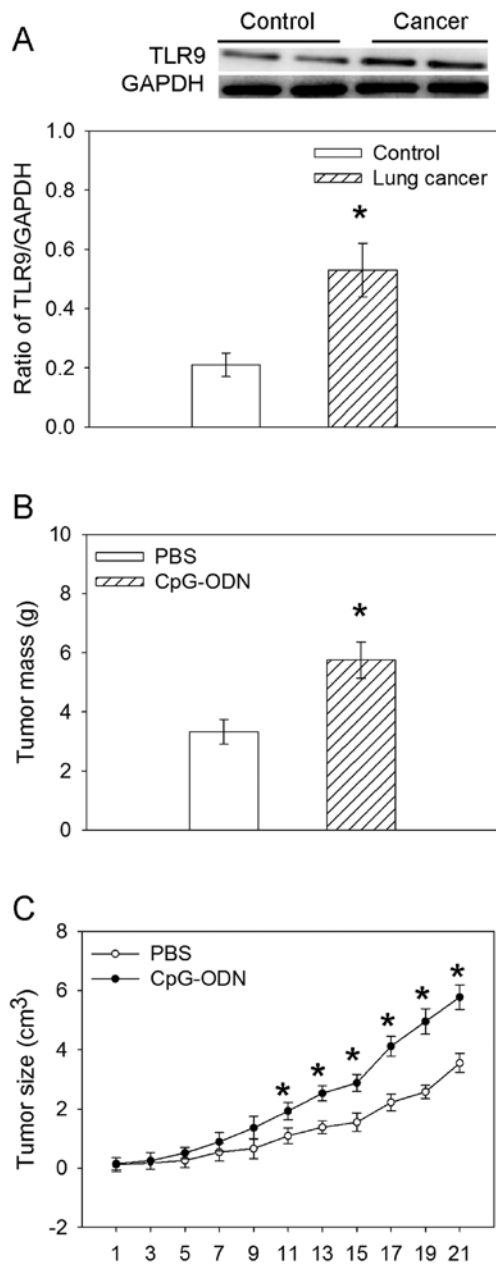 A
Control Cancer
TLR9
GAPDH
Ratio of TLR9/GAPDH
1.0
0.8
0.6
0.4
0.2
0.0
Control
Lung cancer
*
B
Tumor mass (g)
10
8
6
4
2
0
PBS
CpG-ODN
*
C
Tumor size (cm³)
8
6
4
2
0
-2
PBS
CpG-ODN
* * * * * *
1 3 5 7 9 11 13 15 17 19 21